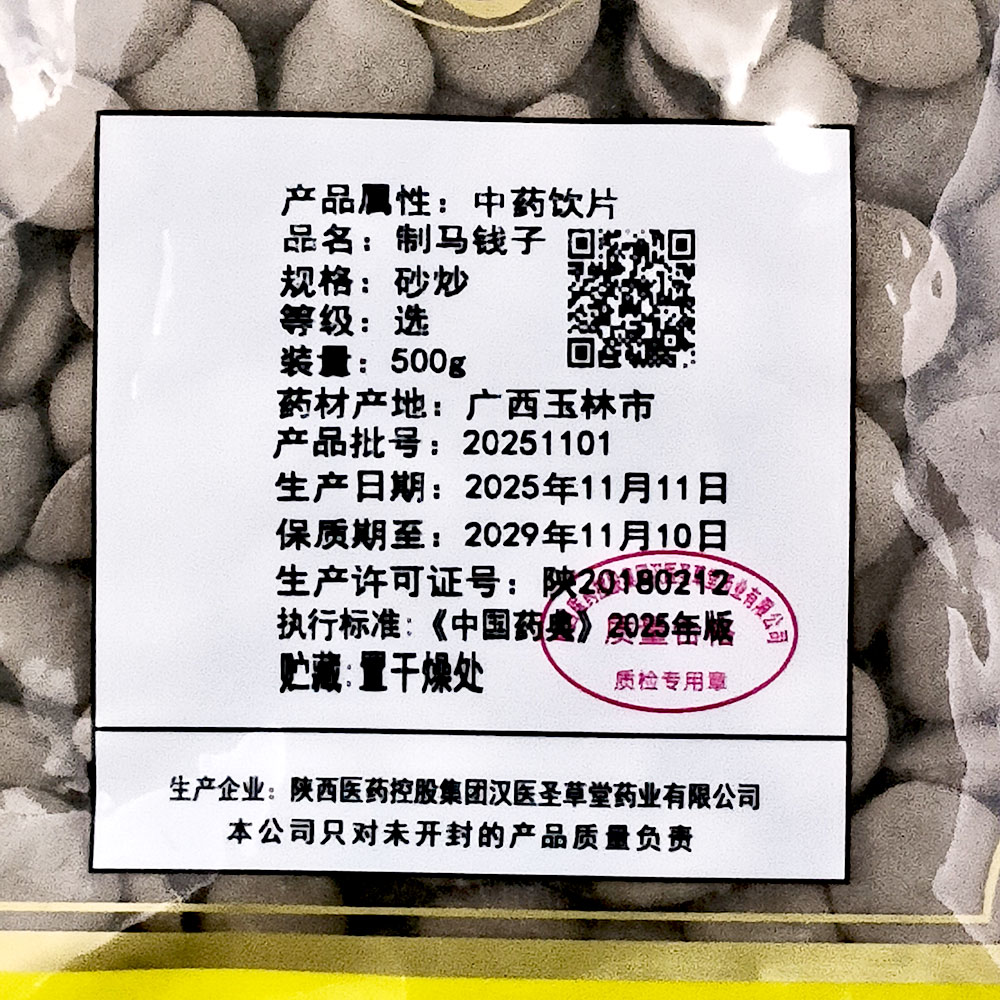 产品属性：中药饮片
品名：制马钱子
规格：砂炒
等级：选
装量：500g
药材产地：广西玉林市
产品批号：20251101
生产日期：2025年11月11日
保质期至：2029年11月10日
生产许可证号：陕20180212
执行标准:《中国药典》2025年版
贮藏:置干燥处
质量合格
质检专用章
生产企业：陕西医药控股集团汉医圣草堂药业有限公司
本公司只对未开封的产品质量负责